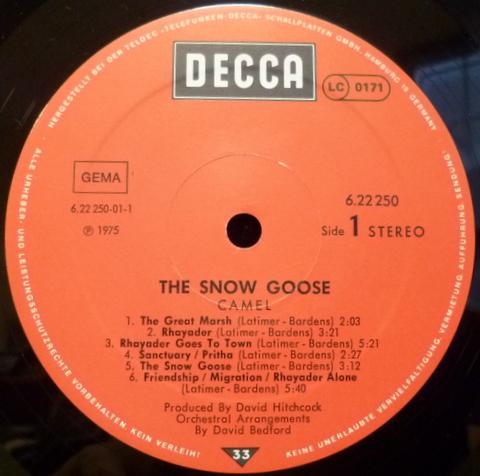 HERGESTELLT BEI DER TELDEC »TELEFUNKEN-DECCA« SCHALLPLATTEN GMBH, HAMBURG 19 GERMANY
DECCA
LC 0171
GEMA
6.22 250-01-1
℗ 1975
6.22250
Side 1 STEREO
THE SNOW GOOSE
CAMEL
1. The Great Marsh (Latimer - Bardens) 2:03
2. Rhayader (Latimer - Bardens) 3:21
3. Rhayader Goes To Town (Latimer - Bardens) 5:21
4. Sanctuary / Pritha (Latimer - Bardens) 2:27
5. The Snow Goose (Latimer - Bardens) 3:12
6. Friendship / Migration / Rhayader Alone
(Latimer - Bardens) 5:40
Produced By David Hitchcock
Orchestral Arrangements
By David Bedford
33
ALLE URHEBER- UND LEISTUNGSSCHUTZRECHTE VORBEHALTEN. KEIN VERLEIH!
KEINE UNERLAUBTE VERVIELFÄLTIGUNG, VERMIETUNG, AUFFÜHRUNG, SENDUNG!